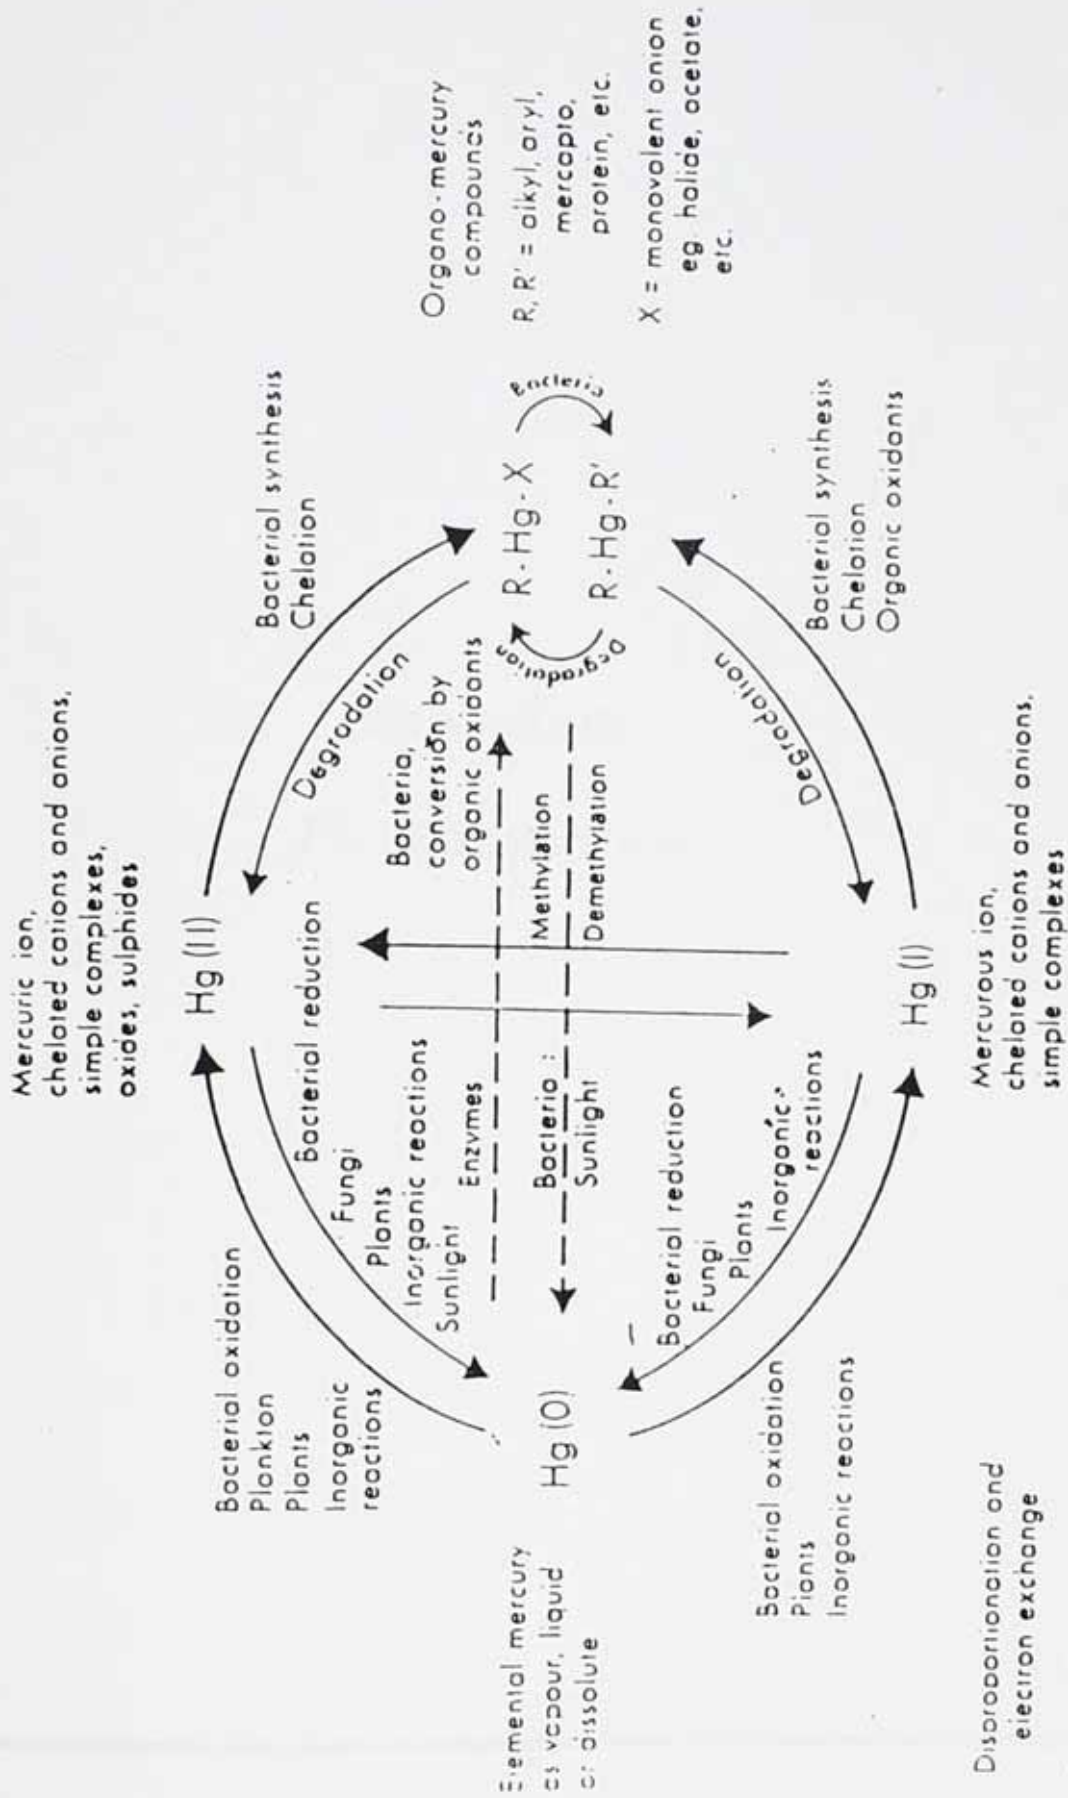 Mercuric ion,
chelated cations and anions,
simple complexes,
oxides, sulphides
Hg (II)
Bacterial oxidation
Plankton
Plants
Inorganic
reactions
Bacterial reduction
Fungi
Plants
Inorganic reactions
Sunlight
Enzymes
Bacterial synthesis
Chelation
Degradation
Bacteria,
conversion by
organic oxidants
Methylation
Demethylation
Bacteria :
Sunlight
Elemental mercury
as vapour, liquid
or dissolute
Hg (0)
R - Hg - X
R - Hg - R'
Bacteria
Degradation
Organo - mercury
compounds
R, R' = alkyl, aryl,
mercapto,
protein, etc.
X = monovalent anion
eg. halide, acetate,
etc.
Bacterial reduction
Fungi
Plants
Inorganic
reactions
Degradation
Bacterial synthesis
Chelation
Organic oxidants
Bacterial oxidation
Plants
Inorganic reactions
Hg (I)
Mercurous ion,
chelated cations and anions,
simple complexes
Disproportionation and
electron exchange